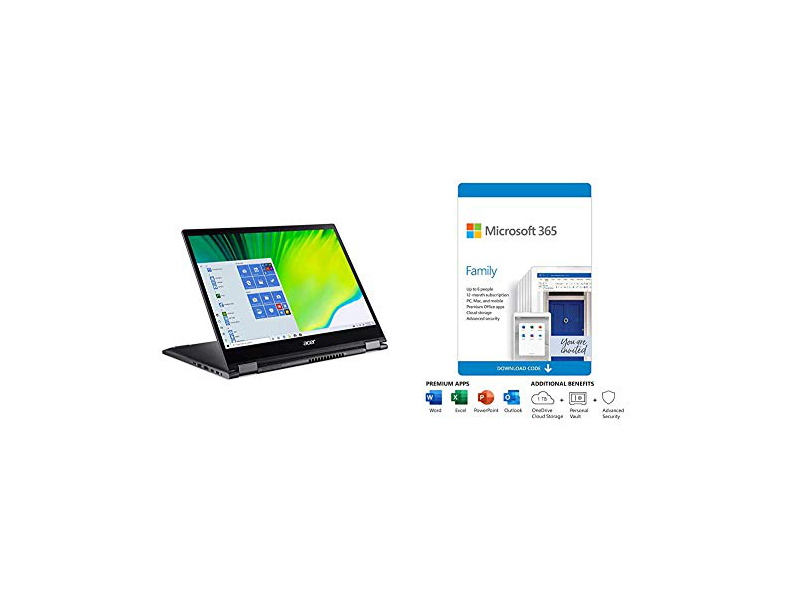 acer
Microsoft 365
Family
Up to 6 people
12-month subscription
PC, Mac, and mobile
Premium Office apps
Cloud storage
Advanced security
You are
invited
DOWNLOAD CODE
PREMIUM APPS
Word
Excel
PowerPoint
Outlook
ADDITIONAL BENEFITS
1 TB
OneDrive
Cloud Storage
+
Personal
Vault
+
Advanced
Security